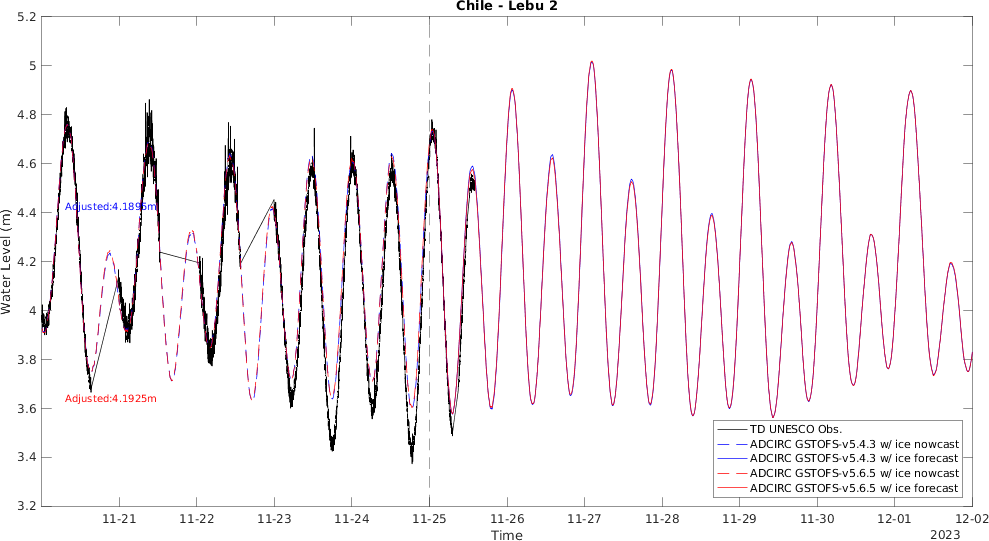 Chile - Lebu 2
5.2
5
4.8
4.6
4.4
4.2
4
3.8
3.6
3.4
3.2
Water Level (m)
Adjusted:4.1895m
Adjusted:4.1925m
TD UNESCO Obs.
ADCIRC GSTOFS-v5.4.3 w/ ice nowcast
ADCIRC GSTOFS-v5.4.3 w/ ice forecast
ADCIRC GSTOFS-v5.6.5 w/ ice nowcast
ADCIRC GSTOFS-v5.6.5 w/ ice forecast
11-21 11-22 11-23 11-24 11-25 11-26 11-27 11-28 11-29 11-30 12-01 12-02
Time
2023